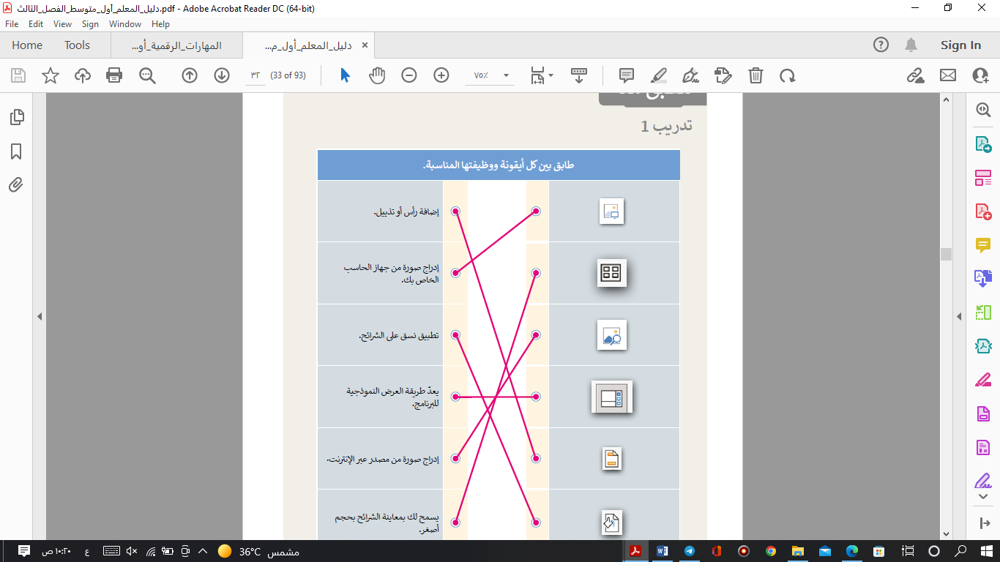 دليل_المعلم_أول_متوسط_الفصل_الثالث.pdf - Adobe Acrobat Reader DC (64-bit)
File Edit View Sign Window Help
Home Tools المهارات_الرقمية_أو... دليل_المعلم_أول_م... Sign In
٣٢ (33 of 93) ٧٥٪
تدريب 1
طابق بين كل أيقونة ووظيفتها المناسبة.
إضافة رأس أو تذييل.
إدراج صورة من جهاز الحاسب
الخاص بك.
تطبيق نسق على الشرائح.
يعدّ طريقة العرض النموذجية
للبرنامج.
إدراج صورة من مصدر عبر الإنترنت.
يسمح لك بمعاينة الشرائح بحجم
أصغر.
١٠:٢٠ ص ع 36°C مشمس